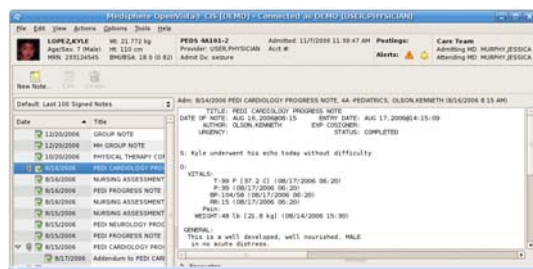 Medsphere OpenVista® CIS [DEMO] - Connected as DEMO [USER,PHYSICIAN]
File Edit View Actions Options Tools Help
LOPEZ,KYLE
Age/Sex: 7 (Male)
MRN: 233124545
Wt: 21.772 kg
Ht: 110 cm
BMI/BSA: 18.0 (0.82)
PEDS 4A101-2
Provider: USER,PHYSICIAN
Admit Dx: seizure
Admitted: 11/7/2006 11:59:47 AM
Acct #:
Postings:
Alerts:
Care Team
Admitting MD: MURPHY,JESSICA
Attending MD: MURPHY,JESSICA
New Note...
Default: Last 100 Signed Notes
Date Title
12/20/2006 GROUP NOTE
12/20/2006 MH GROUP NOTE
10/20/2006 PHYSICAL THERAPY CO
8/16/2006 PEDI CARDIOLOGY PRO
8/16/2006 NURSING ASSESSMENT
8/16/2006 PEDI PROGRESS NOTE
8/15/2006 NURSING ASSESSMENT
8/15/2006 PEDI NEUROLOGY PRO
8/15/2006 PEDI PROGRESS NOTE
8/15/2006 PEDI CARDIOLOGY PRO
8/17/2006 Addendum to PEDI CAR
Adm: 8/14/2006 PEDI CARDIOLOGY PROGRESS NOTE, 4A -PEDIATRICS, OLSON,KENNETH (8/16/2006 8:15 AM)
TITLE: PEDI CARDIOLOGY PROGRESS NOTE
DATE OF NOTE: AUG 16,2006@08:15 ENTRY DATE: AUG 17,2006@14:15:09
AUTHOR: OLSON,KENNETH EXP COSIGNER:
URGENCY: STATUS: COMPLETED
S: Kyle underwent his echo today without difficulty
O:
VITALS:
T:99 F [37.2 C] (08/17/2006 06:20)
P:99 (08/17/2006 06:20)
BP:104/58 (08/17/2006 06:20)
RR:15 (08/17/2006 06:20)
Pain:
WEIGHT:48 lb [21.8 kg] (08/14/2006 15:30)
GENERAL:
This is a well developed, well nourished, MALE
in no acute distress.